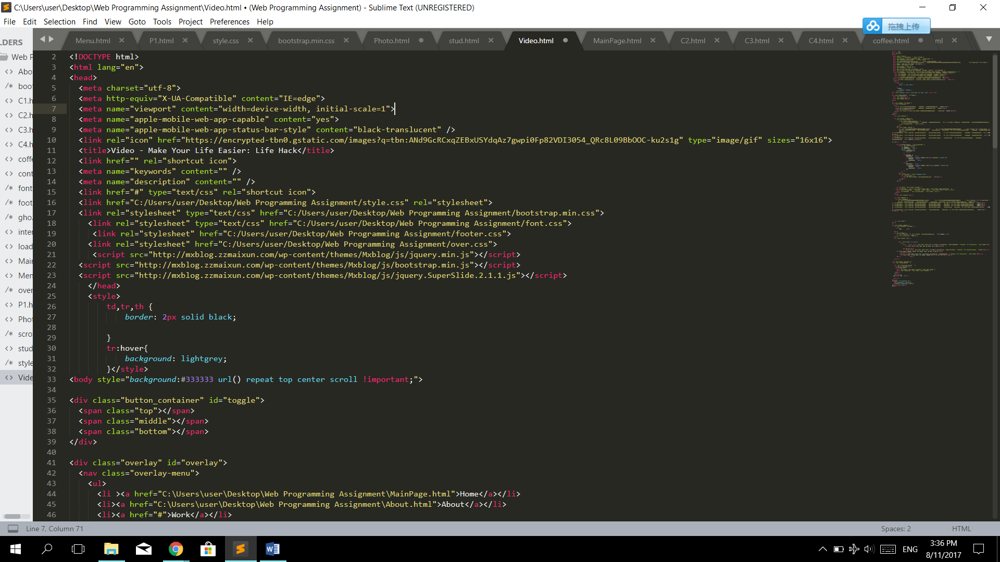 C:\Users\user\Desktop\Web Programming Assignment\Video.html • (Web Programming Assignment) - Sublime Text (UNREGISTERED)
File Edit Selection Find View Goto Tools Project Preferences Help
拖拽上传
Menu.html P1.html style.css bootstrap.min.css Photo.html stud.html Video.html MainPage.html C2.html C3.html C4.html coffee.html ml
LDERS
Web P
Abo
boot
C1.h
C2.h
C3.h
C4.h
coff
cont
font
foot
gho.
inter
load
Main
Men
over
P1.h
Phot
scro
stud
style
Vide
2 <!DOCTYPE html>
3 <html lang="en">
4 <head>
5 <meta charset="utf-8">
6 <meta http-equiv="X-UA-Compatible" content="IE=edge">
7 <meta name="viewport" content="width=device-width, initial-scale=1">
8 <meta name="apple-mobile-web-app-capable" content="yes">
9 <meta name="apple-mobile-web-app-status-bar-style" content="black-translucent" />
10 <link rel="icon" href="https://encrypted-tbn0.gstatic.com/images?q=tbn:ANd9GcRCxqZEBxUSYdqAz7gwpi0Fp82VDI3054_QRc8L09BbOOC-ku2s1g" type="image/gif" sizes="16x16">
11 <title>Video - Make Your Life Easier: Life Hack</title>
12 <link href="" rel="shortcut icon">
13 <meta name="keywords" content="" />
14 <meta name="description" content="" />
15 <link href="#" type="text/css" rel="shortcut icon">
16 <link href="C:/Users/user/Desktop/Web Programming Assignment/style.css" rel="stylesheet">
17 <link rel="stylesheet" type="text/css" href="C:/Users/user/Desktop/Web Programming Assignment/bootstrap.min.css">
18 <link rel="stylesheet" type="text/css" href="C:/Users/user/Desktop/Web Programming Assignment/font.css">
19 <link rel="stylesheet" href="C:/Users/user/Desktop/Web Programming Assignment/footer.css">
20 <link rel="stylesheet" href="C:/Users/user/Desktop/Web Programming Assignment/over.css">
21 <script src="http://mxblog.zzmaixun.com/wp-content/themes/Mxblog/js/jquery.min.js"></script>
22 <script src="http://mxblog.zzmaixun.com/wp-content/themes/Mxblog/js/bootstrap.min.js"></script>
23 <script src="http://mxblog.zzmaixun.com/wp-content/themes/Mxblog/js/jquery.SuperSlide.2.1.1.js"></script>
24 </head>
25 <style>
26 td,tr,th {
27 border: 2px solid black;
28
29 }
30 tr:hover{
31 background: lightgrey;
32 }</style>
33 <body style="background:#333333 url() repeat top center scroll !important;">
34
35 <div class="button_container" id="toggle">
36 <span class="top"></span>
37 <span class="middle"></span>
38 <span class="bottom"></span>
39 </div>
40
41 <div class="overlay" id="overlay">
42 <nav class="overlay-menu">
43 <ul>
44 <li ><a href="C:\Users\user\Desktop\Web Programming Assignment\MainPage.html">Home</a></li>
45 <li><a href="C:\Users\user\Desktop\Web Programming Assignment\About.html">About</a></li>
46 <li><a href="#">Work</a></li>
Line 7, Column 71 Spaces: 2 HTML
ENG
3:36 PM
8/11/2017